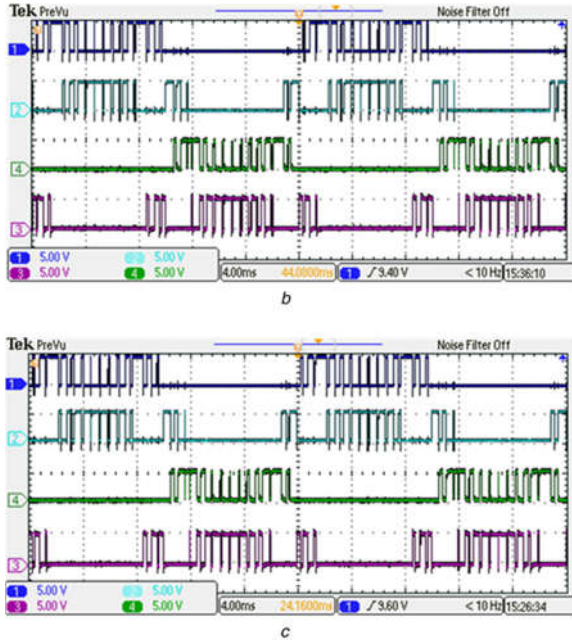 Tek PreVu Noise Filter Off
1
2
4
3
1 5.00 V 2 5.00 V
3 5.00 V 4 5.00 V
4.00ms 44.0800ms 1 9.40 V < 10 Hz 15:36:10
b
Tek PreVu Noise Filter Off
1
2
4
3
1 5.00 V 2 5.00 V
3 5.00 V 4 5.00 V
4.00ms 24.1600ms 1 9.60 V < 10 Hz 15:26:34
c